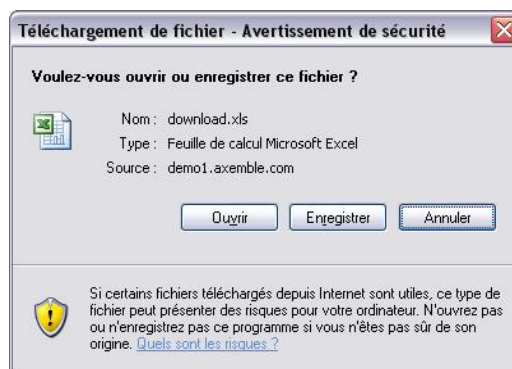 Téléchargement de fichier - Avertissement de sécurité
Voulez-vous ouvrir ou enregistrer ce fichier ?
Nom : download.xls
Type : Feuille de calcul Microsoft Excel
Source : demo1.axemble.com
Ouvrir Enregistrer Annuler
Si certains fichiers téléchargés depuis Internet sont utiles, ce type de
fichier peut présenter des risques pour votre ordinateur. N'ouvrez pas
ou n'enregistrez pas ce programme si vous n'êtes pas sûr de son
origine. Quels sont les risques ?